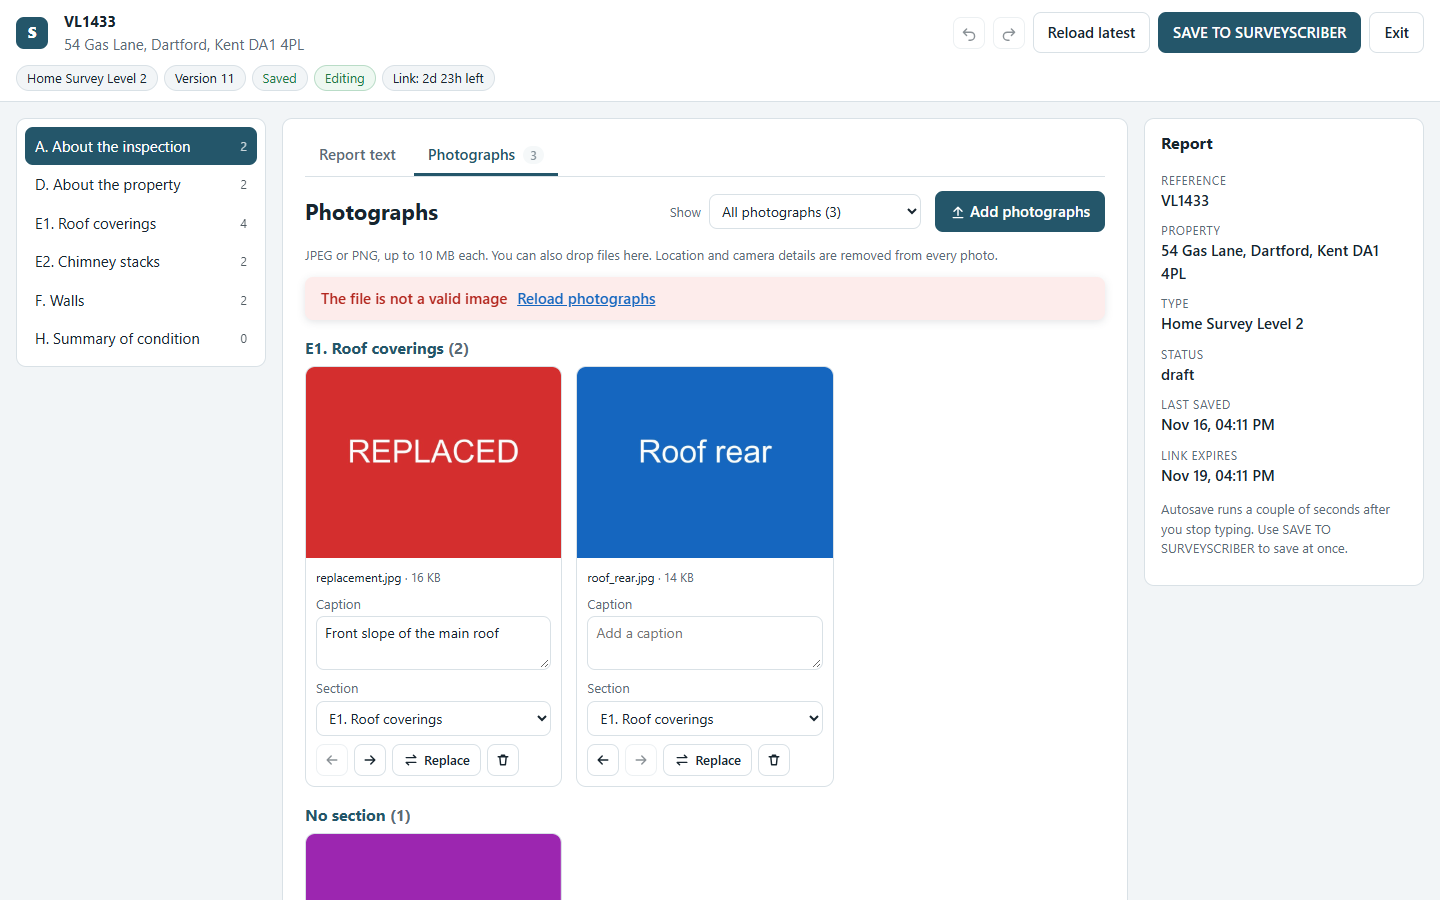 S
VL1433
54 Gas Lane, Dartford, Kent DA1 4PL
Reload latest
SAVE TO SURVEYSCRIBER
Exit
Home Survey Level 2
Version 11
Saved
Editing
Link: 2d 23h left
A. About the inspection 2
D. About the property 2
E1. Roof coverings 4
E2. Chimney stacks 2
F. Walls 2
H. Summary of condition 0
Report text
Photographs 3
Photographs
Show
All photographs (3)
Add photographs
JPEG or PNG, up to 10 MB each. You can also drop files here. Location and camera details are removed from every photo.
The file is not a valid image Reload photographs
E1. Roof coverings (2)
REPLACED
replacement.jpg · 16 KB
Caption
Front slope of the main roof
Section
E1. Roof coverings
Replace
Roof rear
roof_rear.jpg · 14 KB
Caption
Add a caption
Section
E1. Roof coverings
Replace
No section (1)
Report
REFERENCE
VL1433
PROPERTY
54 Gas Lane, Dartford, Kent DA1
4PL
TYPE
Home Survey Level 2
STATUS
draft
LAST SAVED
Nov 16, 04:11 PM
LINK EXPIRES
Nov 19, 04:11 PM
Autosave runs a couple of seconds after
you stop typing. Use SAVE TO
SURVEYSCRIBER to save at once.